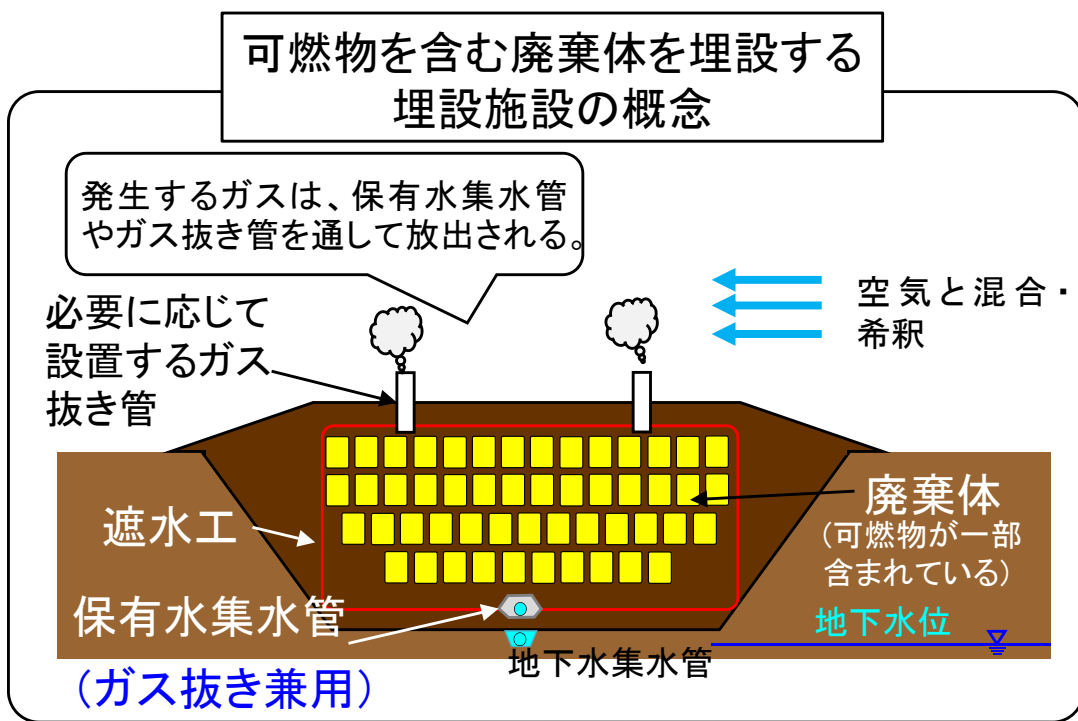 可燃物を含む廃棄体を埋設する
埋設施設の概念
発生するガスは、保有水集水管
やガス抜き管を通して放出される。
必要に応じて
設置するガス
抜き管
空気と混合・
希釈
遮水工
廃棄体
（可燃物が一部
含まれている）
保有水集水管
（ガス抜き兼用）
地下水位
地下水集水管